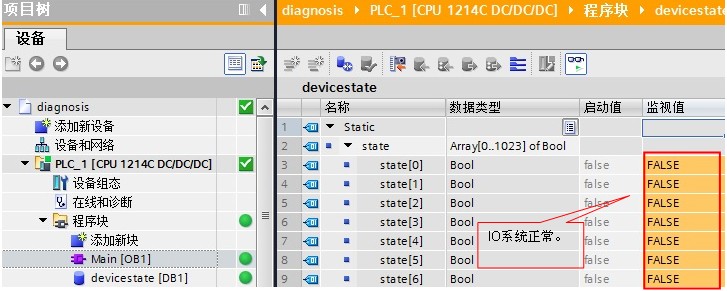 项目树
设备
diagnosis
添加新设备
设备和网络
PLC_1 [CPU 1214C DC/DC/DC]
设备组态
在线和诊断
程序块
添加新块
Main [OB1]
devicestate [DB1]
diagnosis PLC_1 [CPU 1214C DC/DC/DC] 程序块 devicesta
devicestate
名称 数据类型 启动值 监视值
1 Static
2 state Array[0..1023] of Bool
3 state[0] Bool false FALSE
4 state[1] Bool false FALSE
5 state[2] Bool false FALSE
6 state[3] Bool false FALSE
7 state[4] Bool false FALSE
8 state[5] Bool false FALSE
9 state[6] Bool false FALSE
IO系统正常。